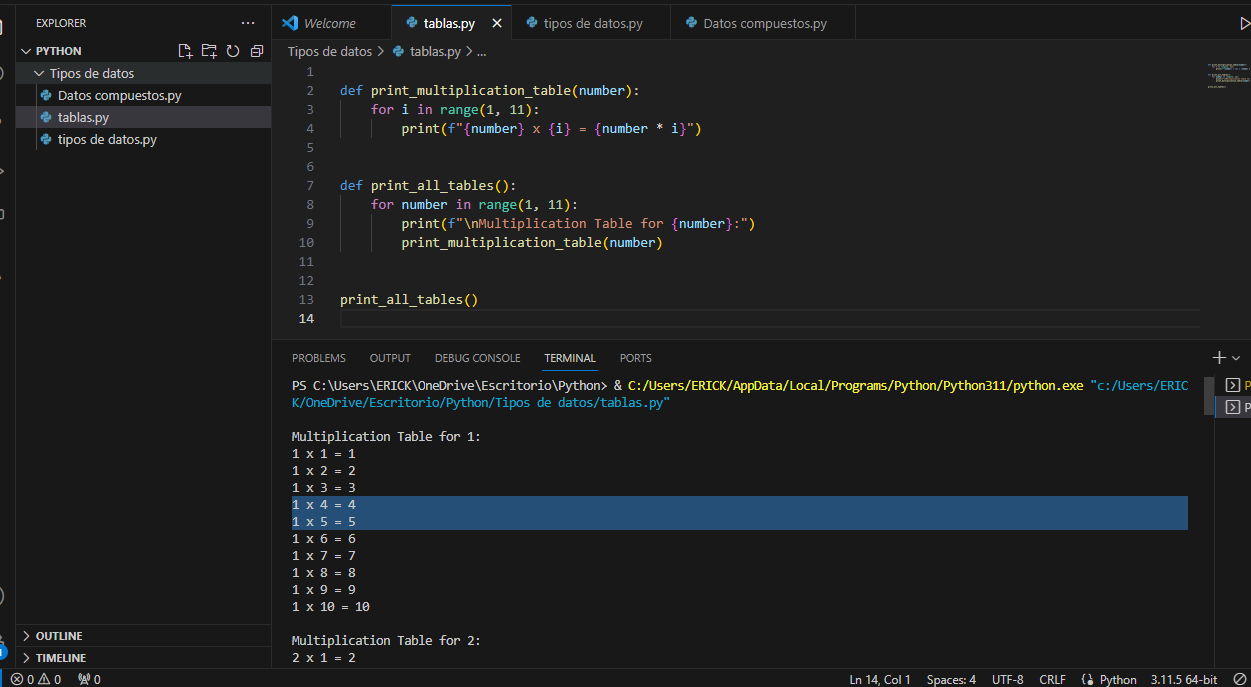 EXPLORER
PYTHON
Tipos de datos
Datos compuestos.py
tablas.py
tipos de datos.py
OUTLINE
TIMELINE
Welcome
tablas.py
tipos de datos.py
Datos compuestos.py
Tipos de datos > tablas.py > ...
1
2 def print_multiplication_table(number):
3     for i in range(1, 11):
4         print(f"{number} x {i} = {number * i}")
5
6
7 def print_all_tables():
8     for number in range(1, 11):
9         print(f"\nMultiplication Table for {number}:")
10         print_multiplication_table(number)
11
12
13 print_all_tables()
14
PROBLEMS OUTPUT DEBUG CONSOLE TERMINAL PORTS
PS C:\Users\ERICK\OneDrive\Escritorio\Python> & C:/Users/ERICK/AppData/Local/Programs/Python/Python311/python.exe "c:/Users/ERIC
K/OneDrive/Escritorio/Python/Tipos de datos/tablas.py"
Multiplication Table for 1:
1 x 1 = 1
1 x 2 = 2
1 x 3 = 3
1 x 4 = 4
1 x 5 = 5
1 x 6 = 6
1 x 7 = 7
1 x 8 = 8
1 x 9 = 9
1 x 10 = 10
Multiplication Table for 2:
2 x 1 = 2
0 0 0 Ln 14, Col 1 Spaces: 4 UTF-8 CRLF Python 3.11.5 64-bit